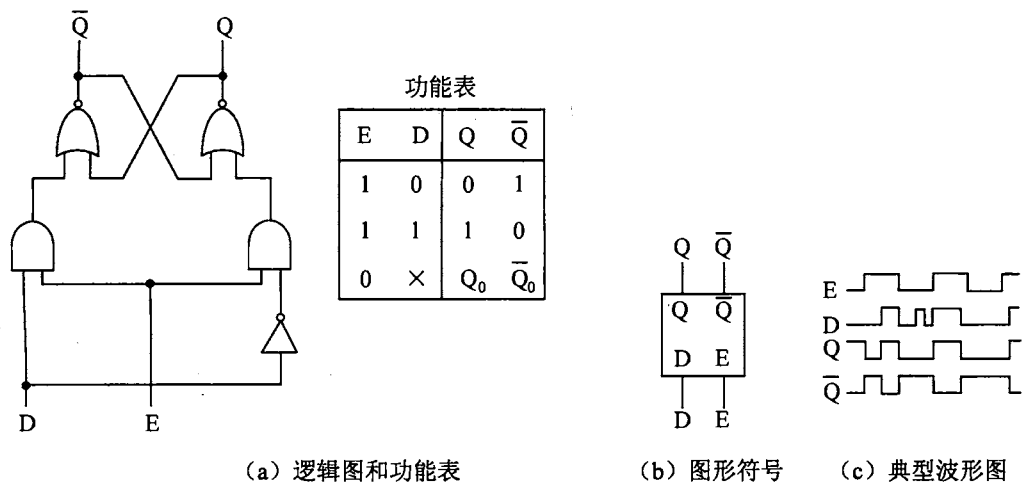 Q̅ Q
功能表
E D Q Q̅
1 0 0 1
1 1 1 0
0 × Q₀ Q̅₀
D E
Q Q̅
Q Q̅
D E
D E
E
D
Q
Q̅
（a）逻辑图和功能表
（b）图形符号
（c）典型波形图